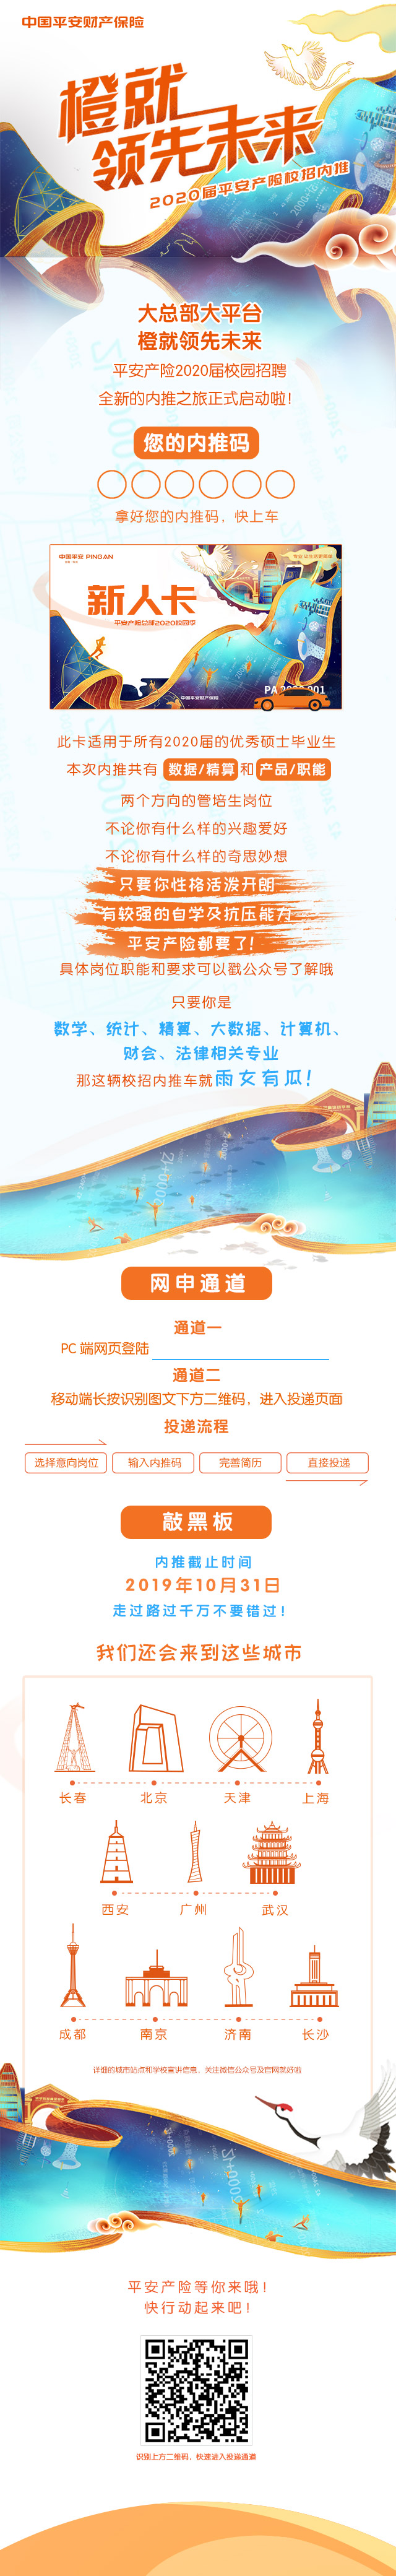 中国平安财产保险
橙就
领先未来
2020届平安产险校招内推
大总部大平台
橙就领先未来
平安产险2020届校园招聘
全新的内推之旅正式启动啦！
您的内推码
拿好您的内推码，快上车
中国平安 PINGAN
新人卡
平安产险总部2020校园季
中国平安财产保险
此卡适用于所有2020届的优秀硕士毕业生
本次内推共有 数据/精算 和 产品/职能
两个方向的管培生岗位
不论你有什么样的兴趣爱好
不论你有什么样的奇思妙想
只要你性格活泼开朗
有较强的自学及抗压能力
平安产险都要了！
具体岗位职能和要求可以戳公众号了解哦
只要你是
数学、统计、精算、大数据、计算机、
财会、法律相关专业
那这辆校招内推车就雨女有瓜！
网申通道
通道一
PC 端网页登陆
通道二
移动端长按识别图文下方二维码，进入投递页面
投递流程
选择意向岗位 输入内推码 完善简历 直接投递
敲黑板
内推截止时间
2019年10月31日
走过路过千万不要错过！
我们还会来到这些城市
长春 北京 天津 上海
西安 广州 武汉
成都 南京 济南 长沙
详细的城市站点和学校宣讲信息，关注微信公众号及官网就好啦
平安产险等你来哦！
快行动起来吧！
识别上方二维码，快速进入投递通道